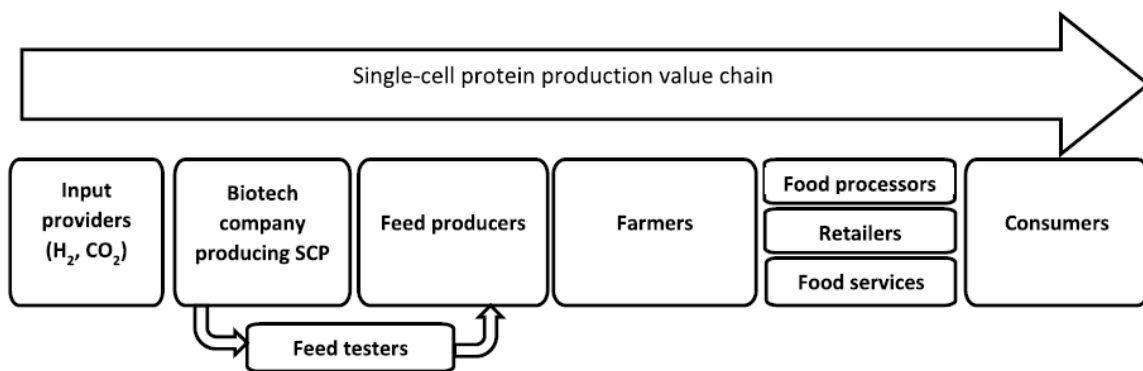 Single-cell protein production value chain
Input
providers
(H₂, CO₂)
Biotech
company
producing SCP
Feed producers
Farmers
Food processors
Retailers
Food services
Consumers
Feed testers